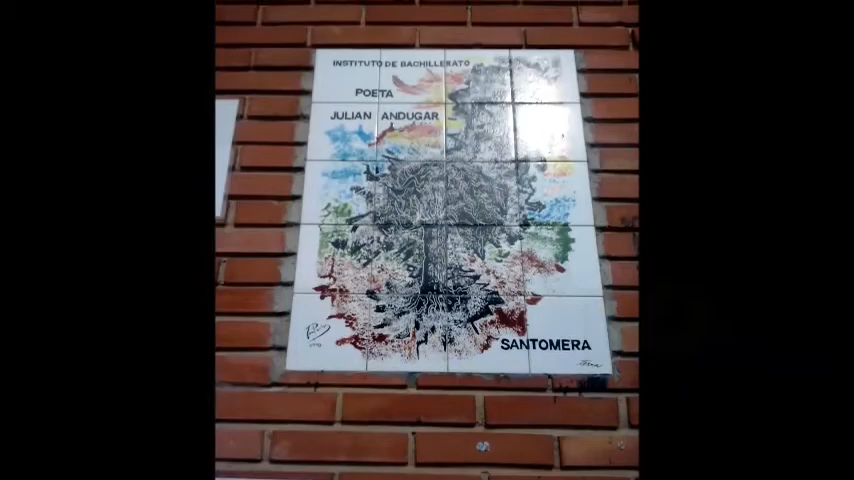 INSTITUTO DE BACHILLERATO
POETA
JULIAN ANDUGAR
SANTOMERA